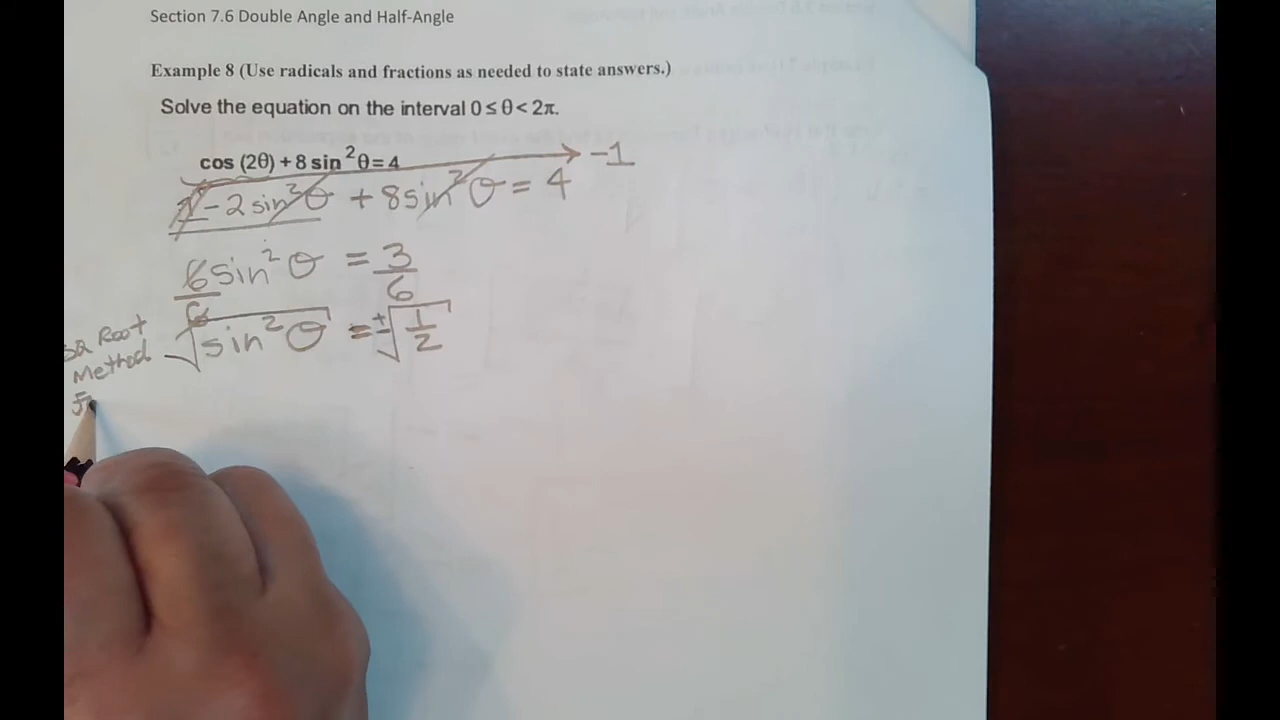 Section 7.6 Double Angle and Half-Angle
Example 8 (Use radicals and fractions as needed to state answers.)
Solve the equation on the interval 0 ≤ θ < 2π.
cos (2θ) + 8 sin ²θ = 4
-1
1 - 2 sin²θ + 8 sin²θ = 4
6 sin²θ = 3/6
6
√sin²θ = ±√1/2
Root
Method